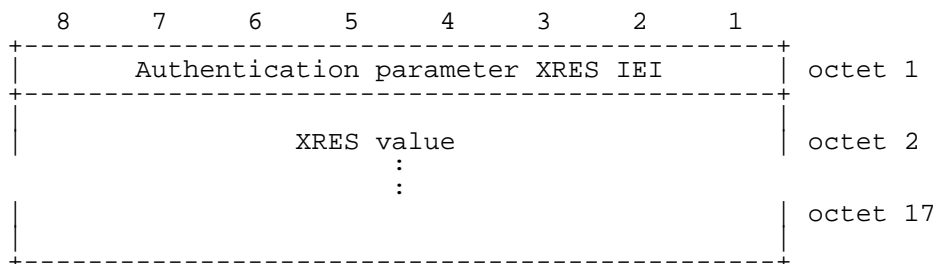 8 7 6 5 4 3 2 1
+-----------------------------------------------+
| Authentication parameter XRES IEI | octet 1
+-----------------------------------------------+
| |
| XRES value | octet 2
:
:
| | octet 17
| |
+-----------------------------------------------+